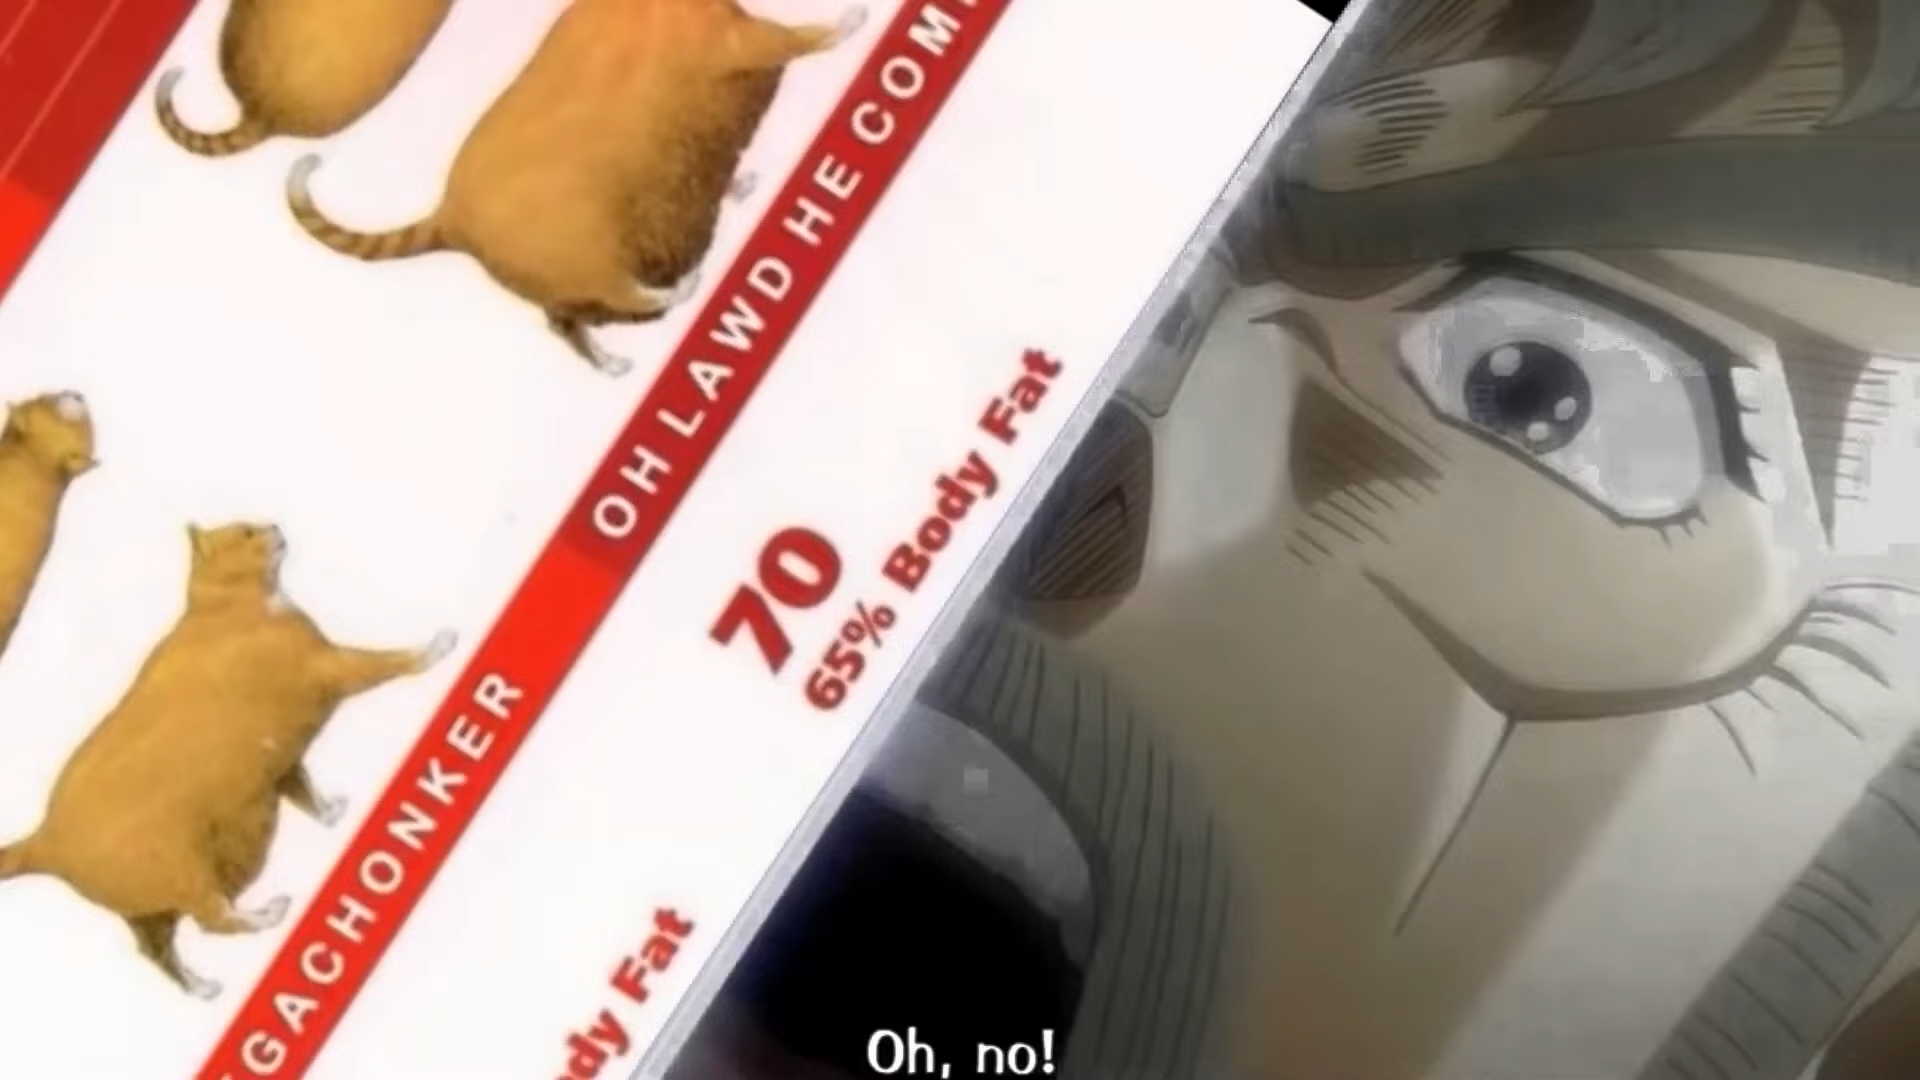 OH LAWD HE COM
70
65% Body Fat
GACHONKER
dy Fat
Oh, no!